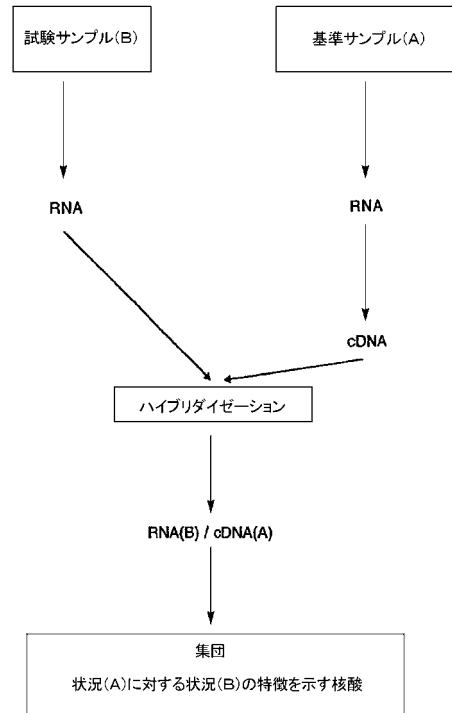 試験サンプル(B)
基準サンプル(A)
RNA
RNA
cDNA
ハイブリダイゼーション
RNA(B) / cDNA(A)
集団
状況(A)に対する状況(B)の特徴を示す核酸